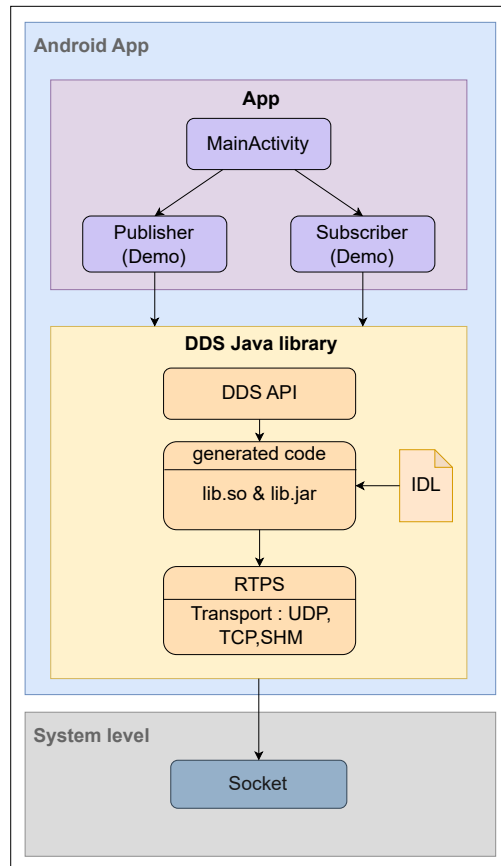 Android App
App
MainActivity
Publisher
(Demo)
Subscriber
(Demo)
DDS Java library
DDS API
generated code
lib.so & lib.jar
IDL
RTPS
Transport : UDP,
TCP,SHM
System level
Socket